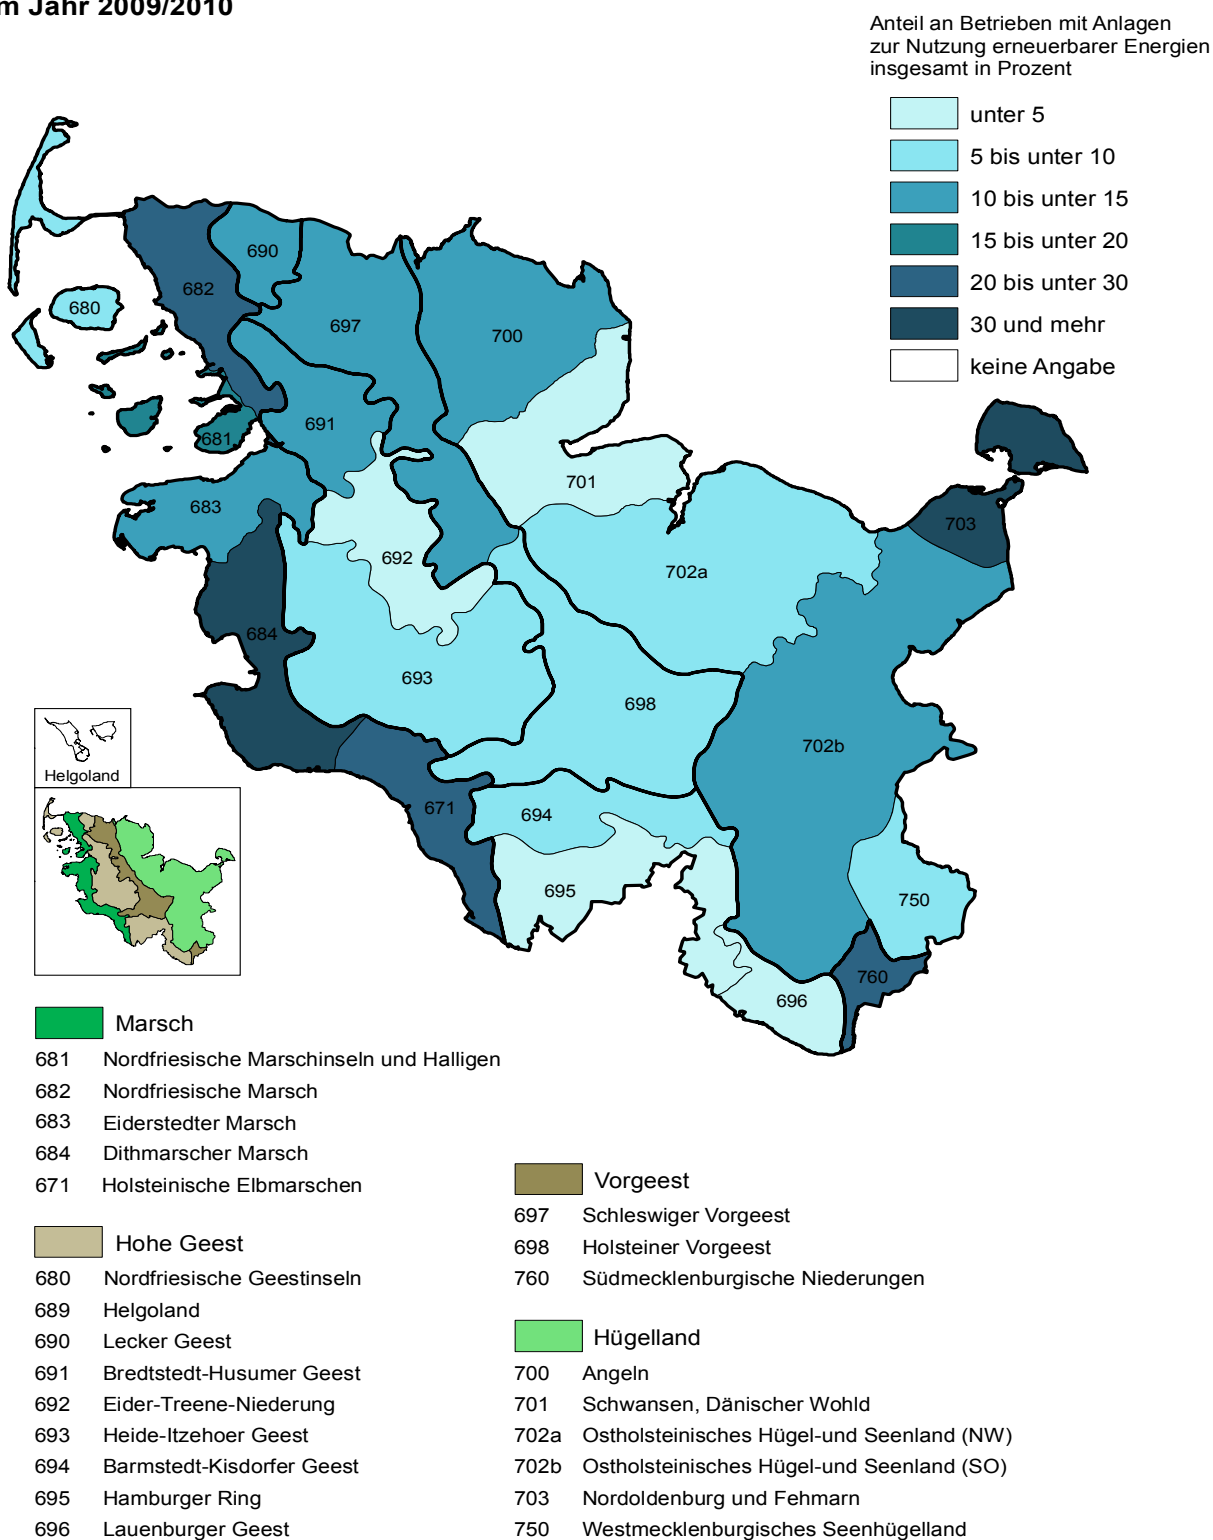 m Jahr 2009/2010
Anteil an Betrieben mit Anlagen
zur Nutzung erneuerbarer Energien
insgesamt in Prozent
unter 5
5 bis unter 10
10 bis unter 15
15 bis unter 20
20 bis unter 30
30 und mehr
keine Angabe
690
682
680
697
700
691
681
701
683
703
692
702a
684
693
698
702b
671
694
695
750
760
696
Helgoland
Marsch
681 Nordfriesische Marschinseln und Halligen
682 Nordfriesische Marsch
683 Eiderstedter Marsch
684 Dithmarscher Marsch
671 Holsteinische Elbmarschen
Hohe Geest
680 Nordfriesische Geestinseln
689 Helgoland
690 Lecker Geest
691 Bredtstedt-Husumer Geest
692 Eider-Treene-Niederung
693 Heide-Itzehoer Geest
694 Barmstedt-Kisdorfer Geest
695 Hamburger Ring
696 Lauenburger Geest
Vorgeest
697 Schleswiger Vorgeest
698 Holsteiner Vorgeest
760 Südmecklenburgische Niederungen
Hügelland
700 Angeln
701 Schwansen, Dänischer Wohld
702a Ostholsteinisches Hügel-und Seenland (NW)
702b Ostholsteinisches Hügel-und Seenland (SO)
703 Nordoldenburg und Fehmarn
750 Westmecklenburgisches Seenhügelland